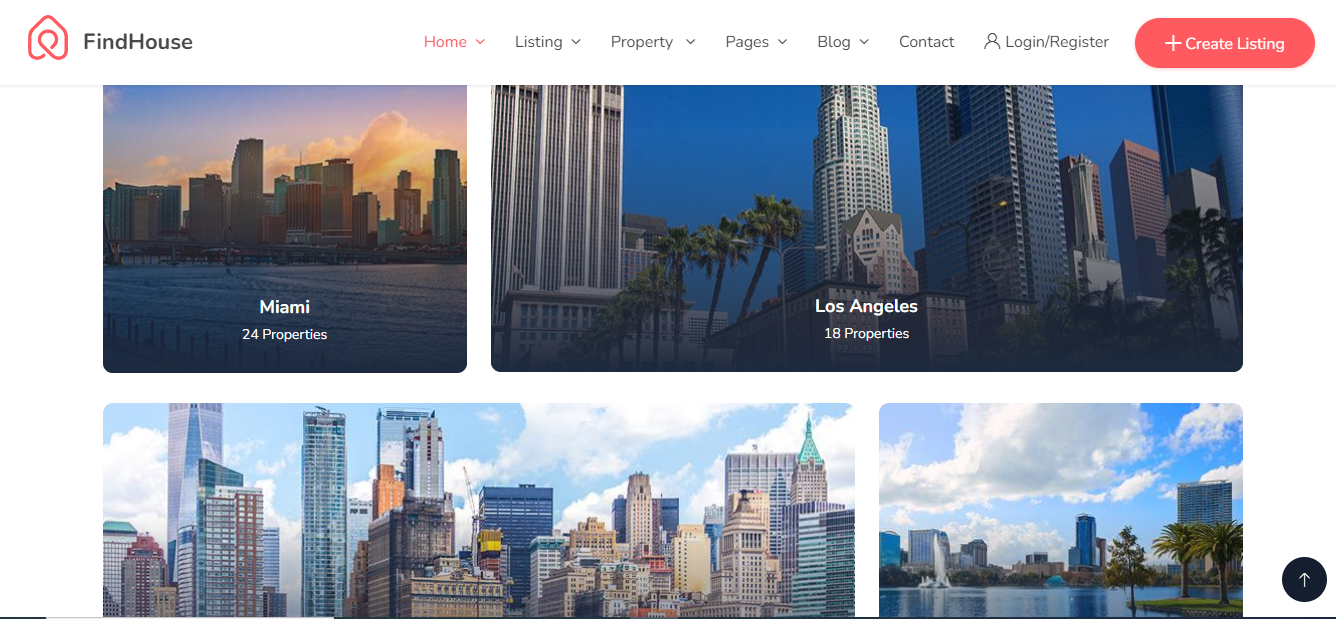 FindHouse
Home Listing Property Pages Blog Contact Login/Register Create Listing
Miami
24 Properties
Los Angeles
18 Properties